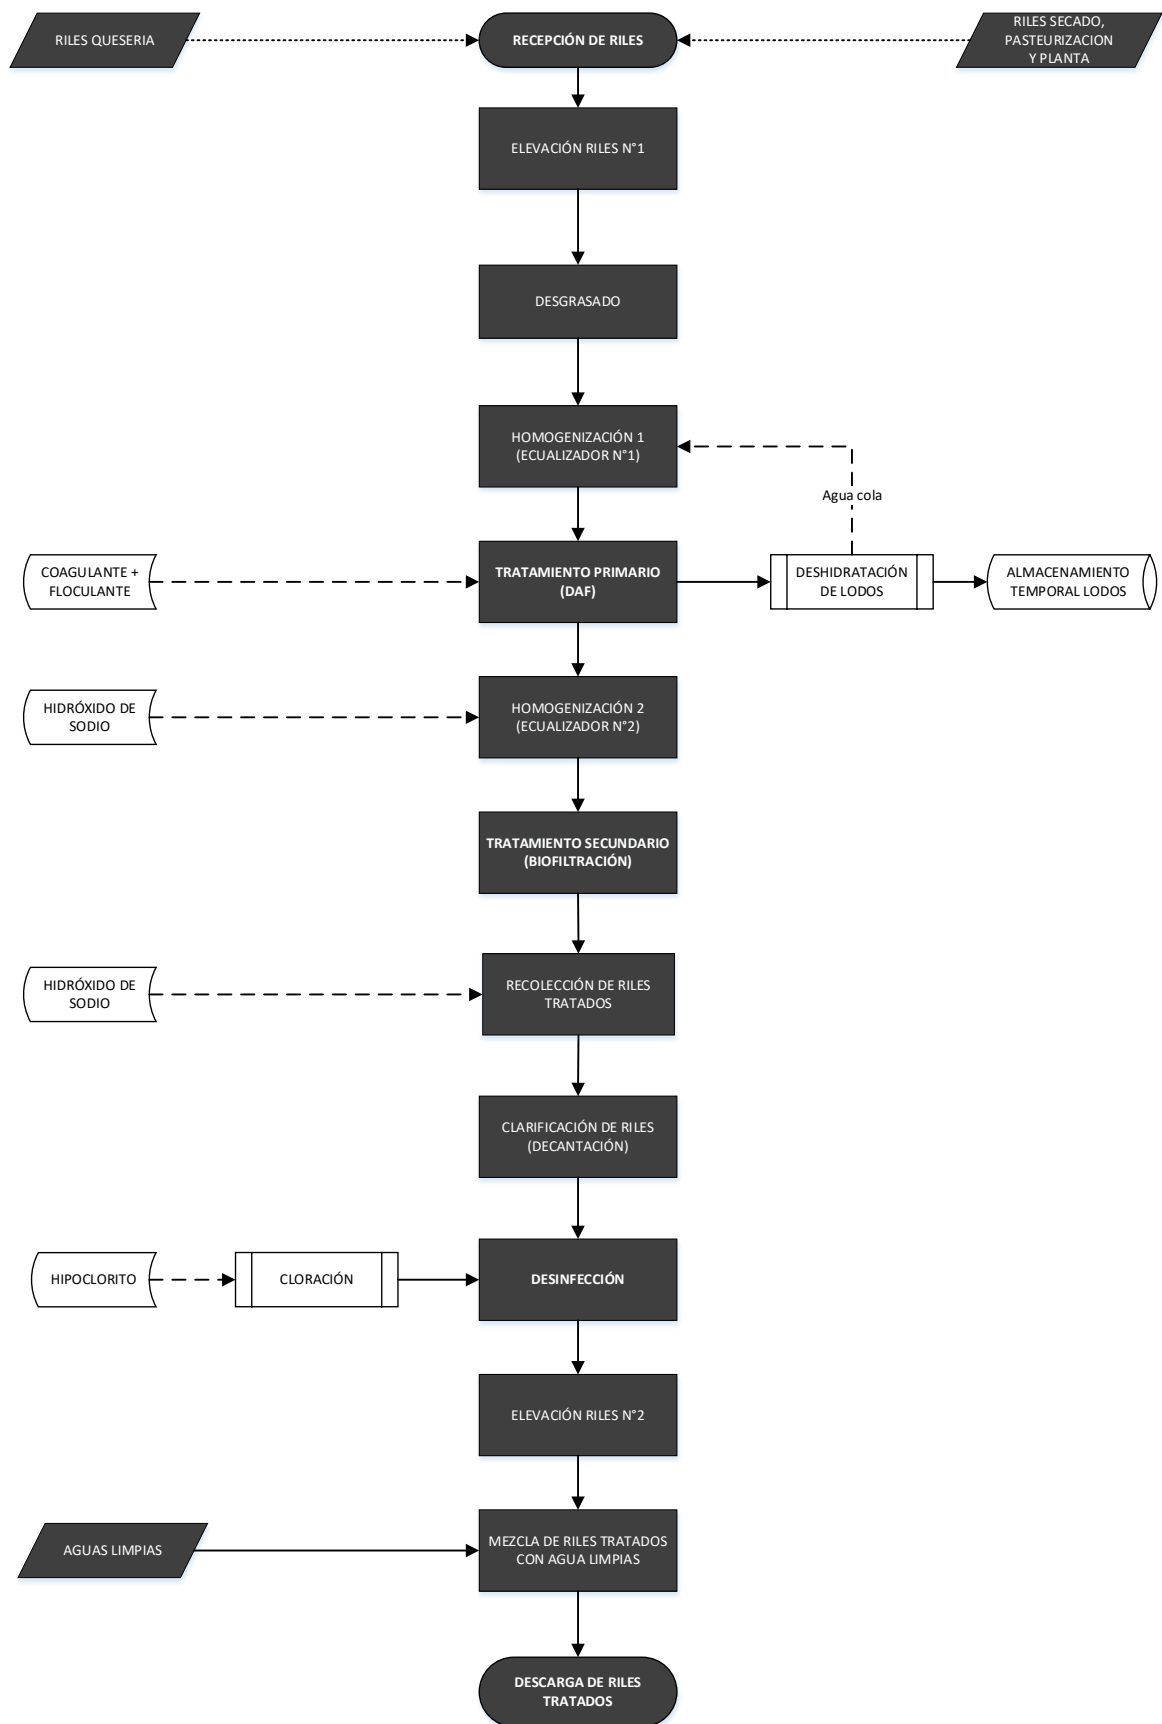 RILES QUESERIA
RECEPCIÓN DE RILES
RILES SECADO,
PASTEURIZACION
Y PLANTA
ELEVACIÓN RILES N°1
DESGRASADO
HOMOGENIZACIÓN 1
(ECUALIZADOR N°1)
Agua cola
COAGULANTE +
FLOCULANTE
TRATAMIENTO PRIMARIO
(DAF)
DESHIDRATACIÓN
DE LODOS
ALMACENAMIENTO
TEMPORAL LODOS
HIDRÓXIDO DE
SODIO
HOMOGENIZACIÓN 2
(ECUALIZADOR N°2)
TRATAMIENTO SECUNDARIO
(BIOFILTRACIÓN)
HIDRÓXIDO DE
SODIO
RECOLECCIÓN DE RILES
TRATADOS
CLARIFICACIÓN DE RILES
(DECANTACIÓN)
HIPOCLORITO
CLORACIÓN
DESINFECCIÓN
ELEVACIÓN RILES N°2
AGUAS LIMPIAS
MEZCLA DE RILES TRATADOS
CON AGUA LIMPIAS
DESCARGA DE RILES
TRATADOS